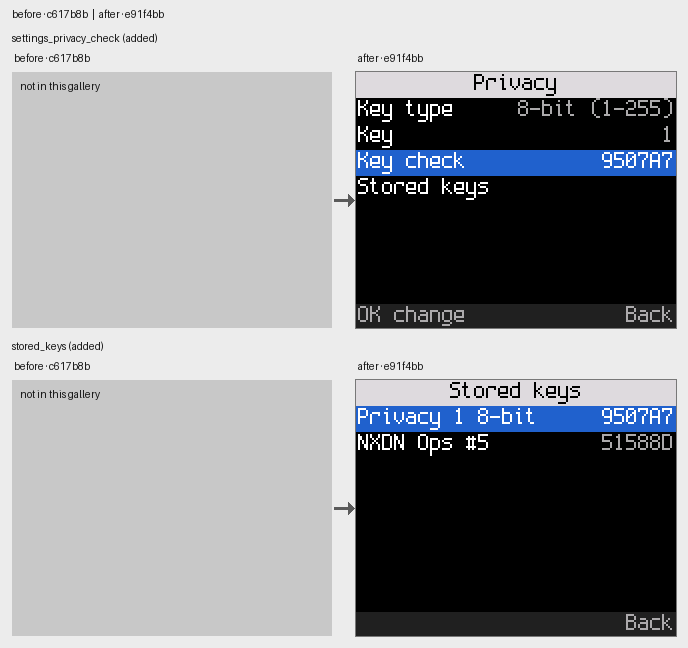 before · c617b8b | after · e91f4bb
settings_privacy_check (added)
before · c617b8b
after · e91f4bb
not in this gallery
Privacy
Key type 8-bit (1-255)
Key 1
Key check 9507A7
Stored keys
OK change Back
stored_keys (added)
before · c617b8b
after · e91f4bb
not in this gallery
Stored keys
Privacy 1 8-bit 9507A7
NXDN Ops #5 51588D
Back